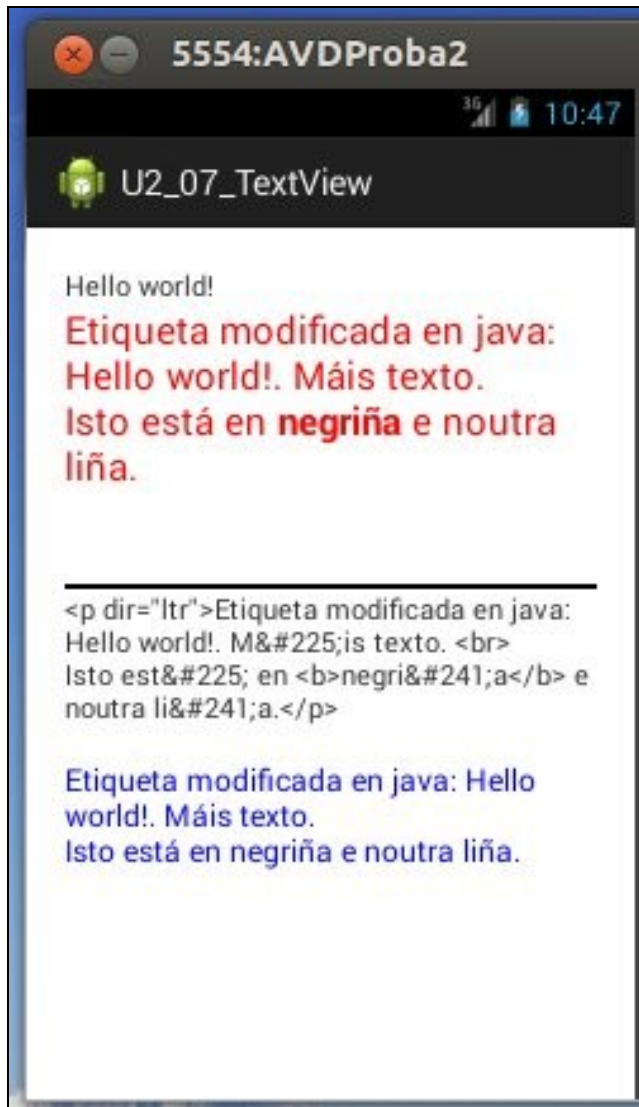 5554:AVDProba2
3G 10:47
U2_07_TextView
Hello world!
Etiqueta modificada en java:
Hello world!. Máis texto.
Isto está en negriña e noutra
liña.
<p dir="ltr">Etiqueta modificada en java:
Hello world!. M&#225;is texto. <br>
Isto est&#225; en <b>negri&#241;a</b> e
noutra li&#241;a.</p>
Etiqueta modificada en java: Hello
world!. Máis texto.
Isto está en negriña e noutra liña.